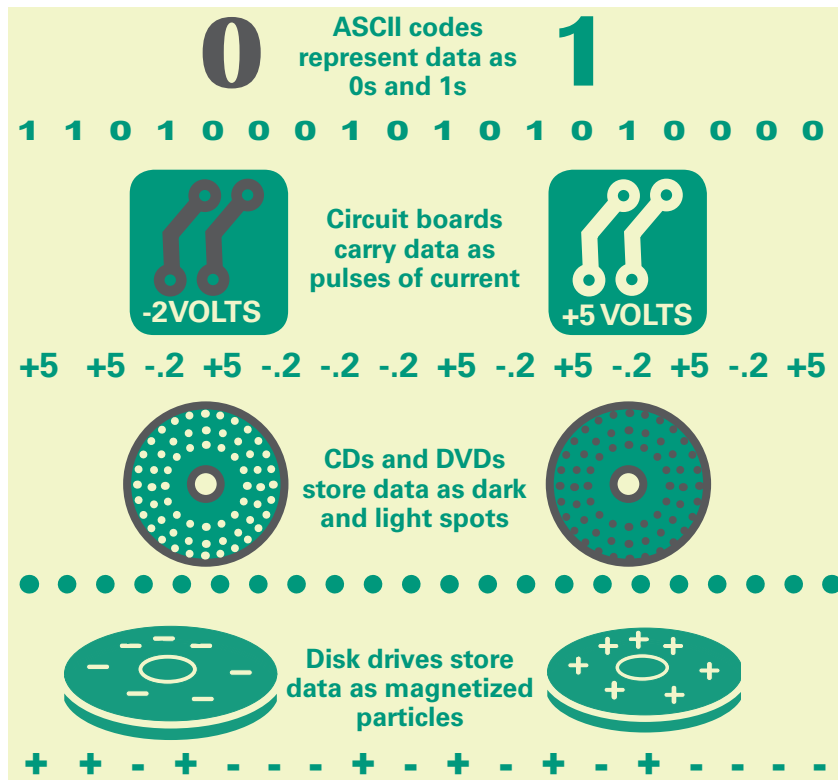 0
1
ASCII codes
represent data as
0s and 1s
1 1 0 1 0 0 0 1 0 1 0 1 0 1 0 0 0 0
Circuit boards
carry data as
pulses of current
-2VOLTS
+5 VOLTS
+5 +5 -.2 +5 -.2 -.2 -.2 +5 -.2 +5 -.2 +5 -.2 +5
CDs and DVDs
store data as dark
and light spots
Disk drives store
data as magnetized
particles
+ + - + - - - + - + - + - + - - - -